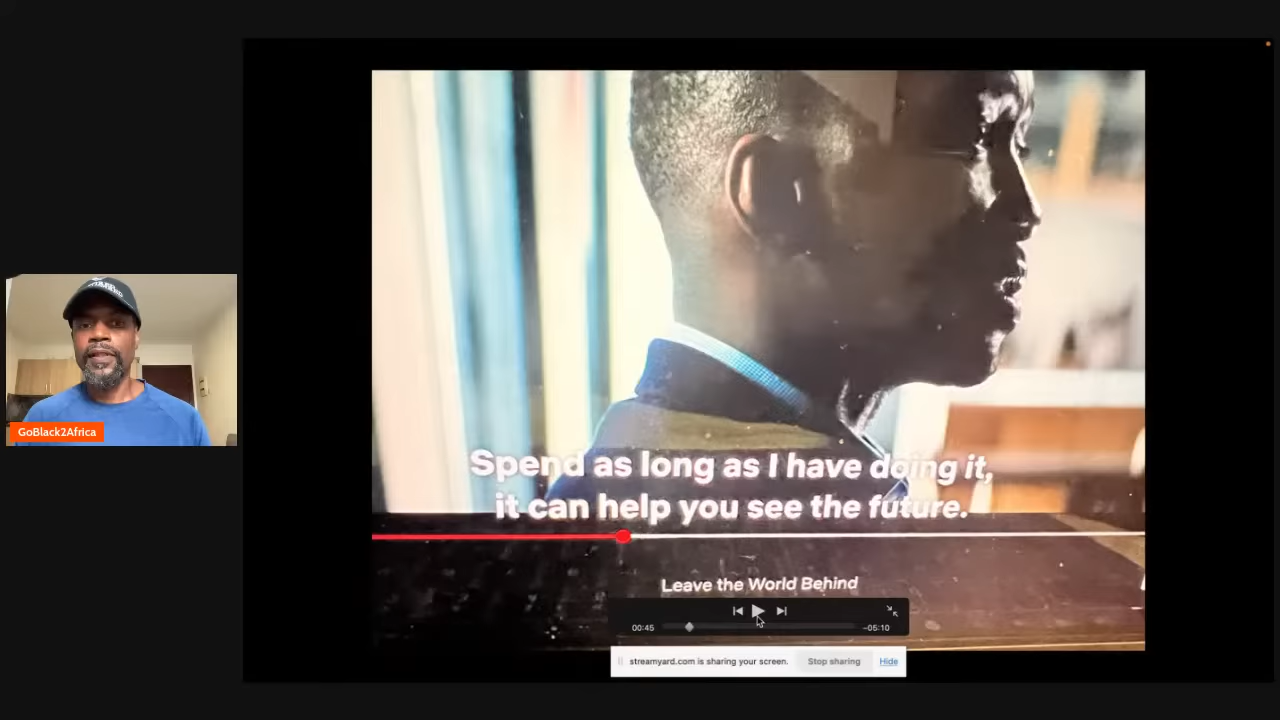 GoBlack2Africa
Spend as long as I have doing it,
it can help you see the future.
Leave the World Behind
00:45
-05:10
streamyard.com is sharing your screen.
Stop sharing
Hide